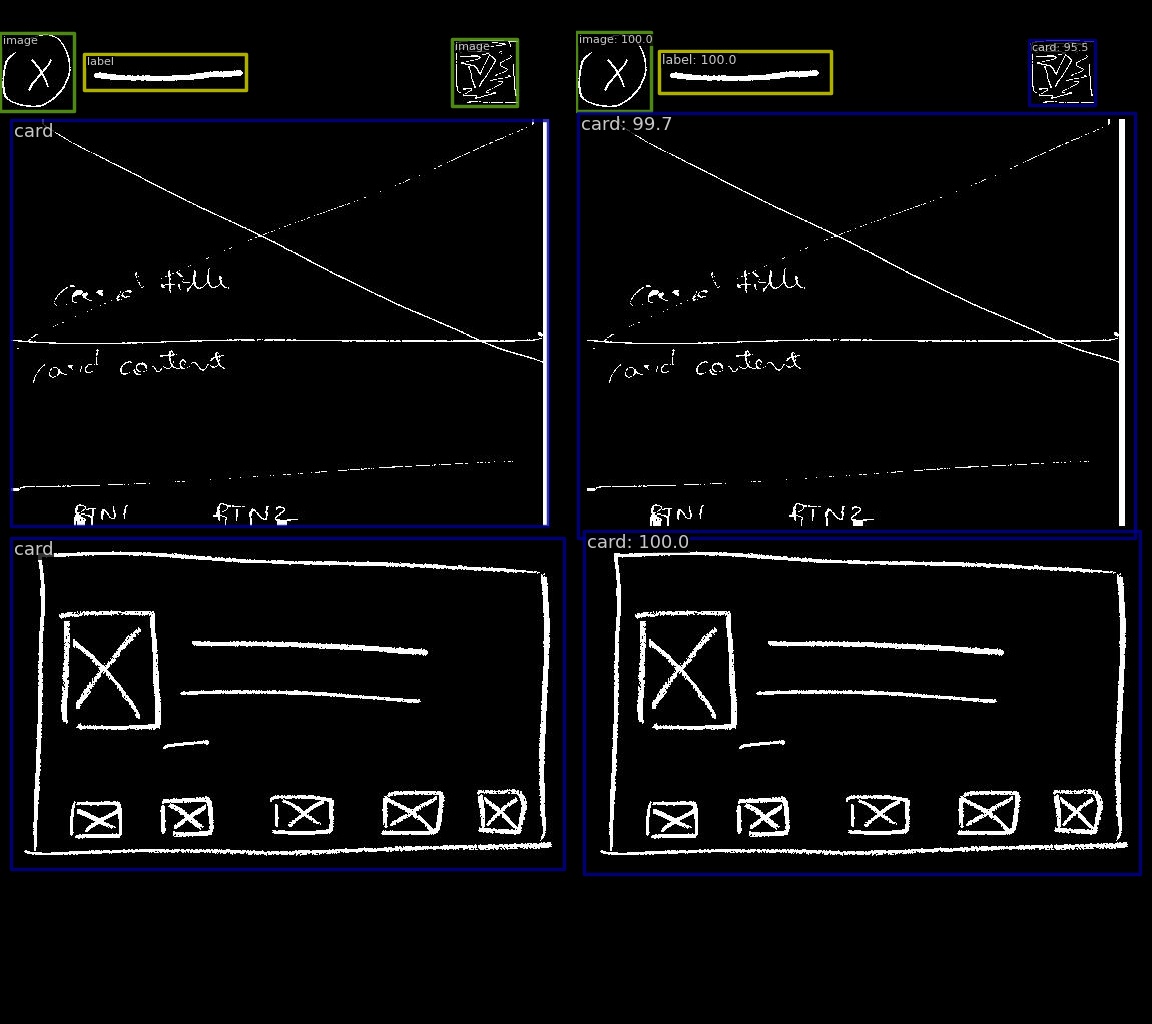 image
label
image
image: 100.0
label: 100.0
card: 95.5
card
card: 99.7
Card title
Card title
card content
card content
BTN1 BTN2
BTN1 BTN2
card
card: 100.0